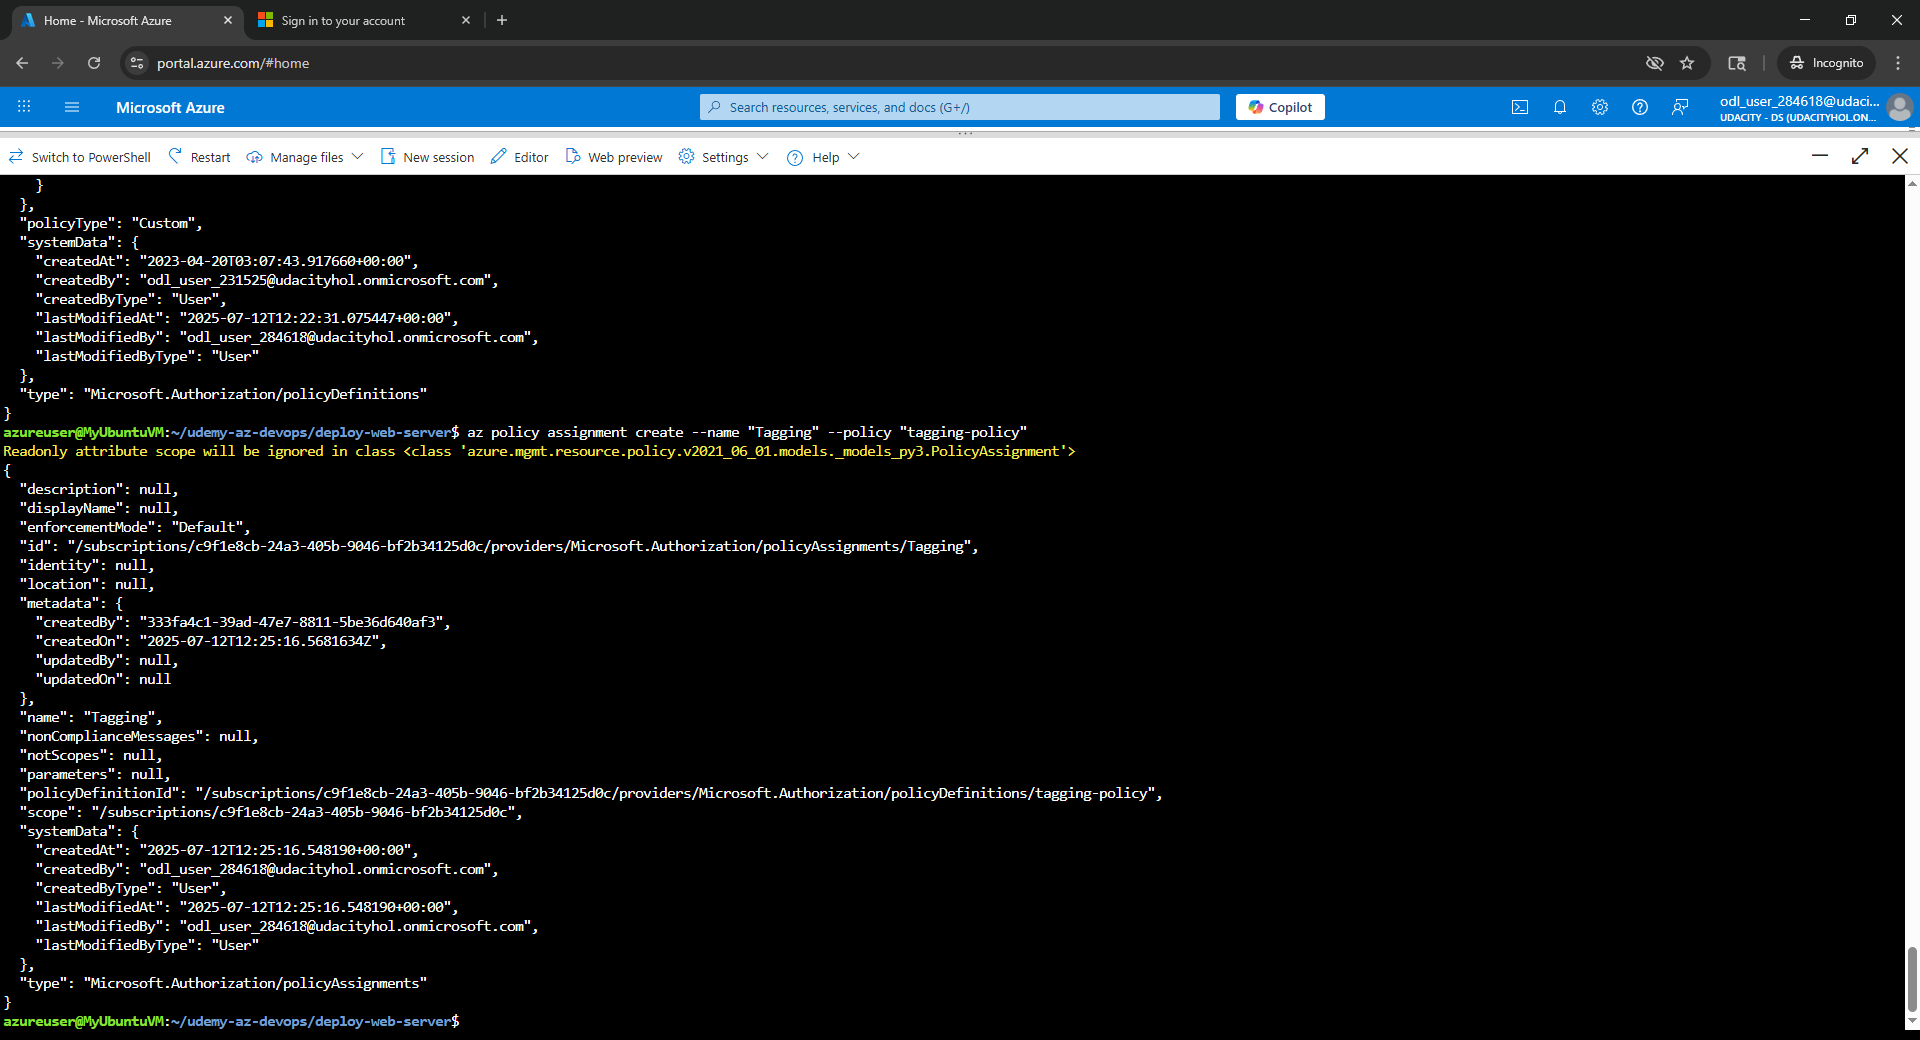 Home - Microsoft Azure
Sign in to your account
portal.azure.com/#home
Incognito
Microsoft Azure
Search resources, services, and docs (G+/)
Copilot
odl_user_284618@udaci...
UDACITY - DS (UDACITYHOL.ON...
Switch to PowerShell
Restart
Manage files
New session
Editor
Web preview
Settings
Help
    }
  },
  "policyType": "Custom",
  "systemData": {
    "createdAt": "2023-04-20T03:07:43.917660+00:00",
    "createdBy": "odl_user_231525@udacityhol.onmicrosoft.com",
    "createdByType": "User",
    "lastModifiedAt": "2025-07-12T12:22:31.075447+00:00",
    "lastModifiedBy": "odl_user_284618@udacityhol.onmicrosoft.com",
    "lastModifiedByType": "User"
  },
  "type": "Microsoft.Authorization/policyDefinitions"
}
azureuser@MyUbuntuVM:~/udemy-az-devops/deploy-web-server$ az policy assignment create --name "Tagging" --policy "tagging-policy"
Readonly attribute scope will be ignored in class <class 'azure.mgmt.resource.policy.v2021_06_01.models._models_py3.PolicyAssignment'>
{
  "description": null,
  "displayName": null,
  "enforcementMode": "Default",
  "id": "/subscriptions/c9f1e8cb-24a3-405b-9046-bf2b34125d0c/providers/Microsoft.Authorization/policyAssignments/Tagging",
  "identity": null,
  "location": null,
  "metadata": {
    "createdBy": "333fa4c1-39ad-47e7-8811-5be36d640af3",
    "createdOn": "2025-07-12T12:25:16.5681634Z",
    "updatedBy": null,
    "updatedOn": null
  },
  "name": "Tagging",
  "nonComplianceMessages": null,
  "notScopes": null,
  "parameters": null,
  "policyDefinitionId": "/subscriptions/c9f1e8cb-24a3-405b-9046-bf2b34125d0c/providers/Microsoft.Authorization/policyDefinitions/tagging-policy",
  "scope": "/subscriptions/c9f1e8cb-24a3-405b-9046-bf2b34125d0c",
  "systemData": {
    "createdAt": "2025-07-12T12:25:16.548190+00:00",
    "createdBy": "odl_user_284618@udacityhol.onmicrosoft.com",
    "createdByType": "User",
    "lastModifiedAt": "2025-07-12T12:25:16.548190+00:00",
    "lastModifiedBy": "odl_user_284618@udacityhol.onmicrosoft.com",
    "lastModifiedByType": "User"
  },
  "type": "Microsoft.Authorization/policyAssignments"
}
azureuser@MyUbuntuVM:~/udemy-az-devops/deploy-web-server$